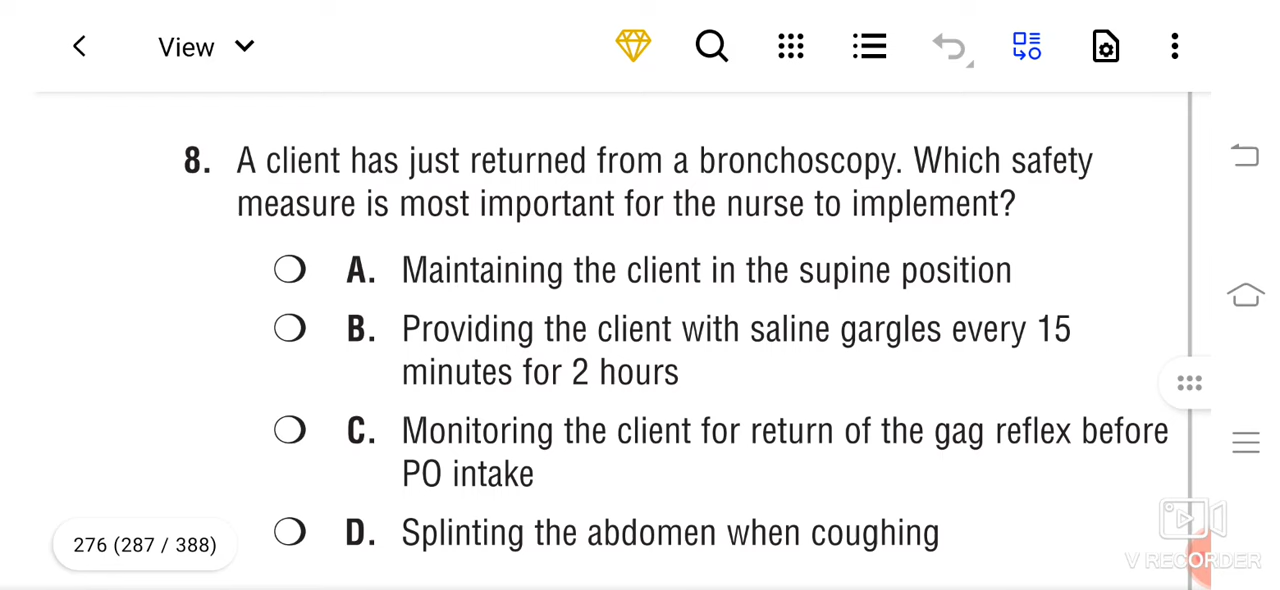 View
8. A client has just returned from a bronchoscopy. Which safety
measure is most important for the nurse to implement?
A. Maintaining the client in the supine position
B. Providing the client with saline gargles every 15
minutes for 2 hours
C. Monitoring the client for return of the gag reflex before
PO intake
D. Splinting the abdomen when coughing
276 (287 / 388)
V RECORDER